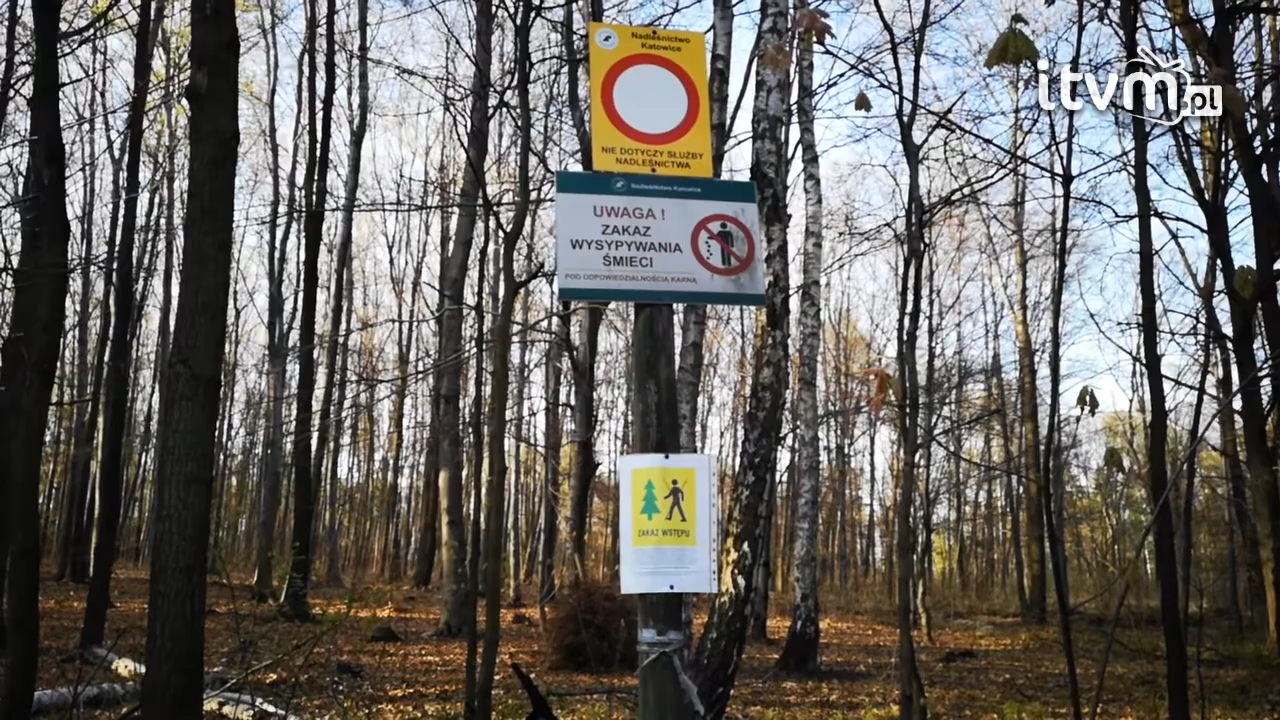 itvm.pl
Nadleśnictwo
Katowice
NIE DOTYCZY SŁUŻBY
NADLEŚNICTWA
Nadleśnictwo Katowice
UWAGA !
ZAKAZ
WYSYPYWANIA
ŚMIECI
POD ODPOWIEDZIALNOŚCIĄ KARNĄ
ZAKAZ WSTĘPU